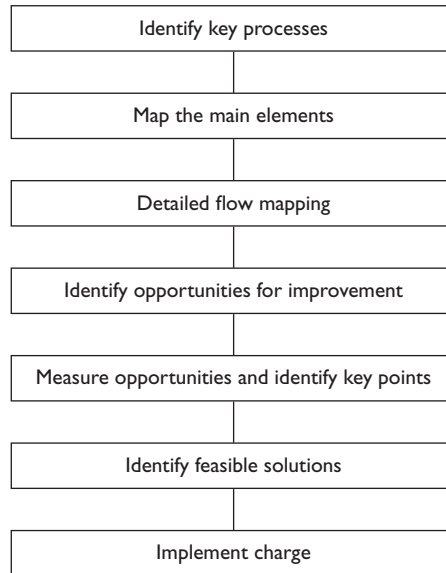 Identify key processes
Map the main elements
Detailed flow mapping
Identify opportunities for improvement
Measure opportunities and identify key points
Identify feasible solutions
Implement charge